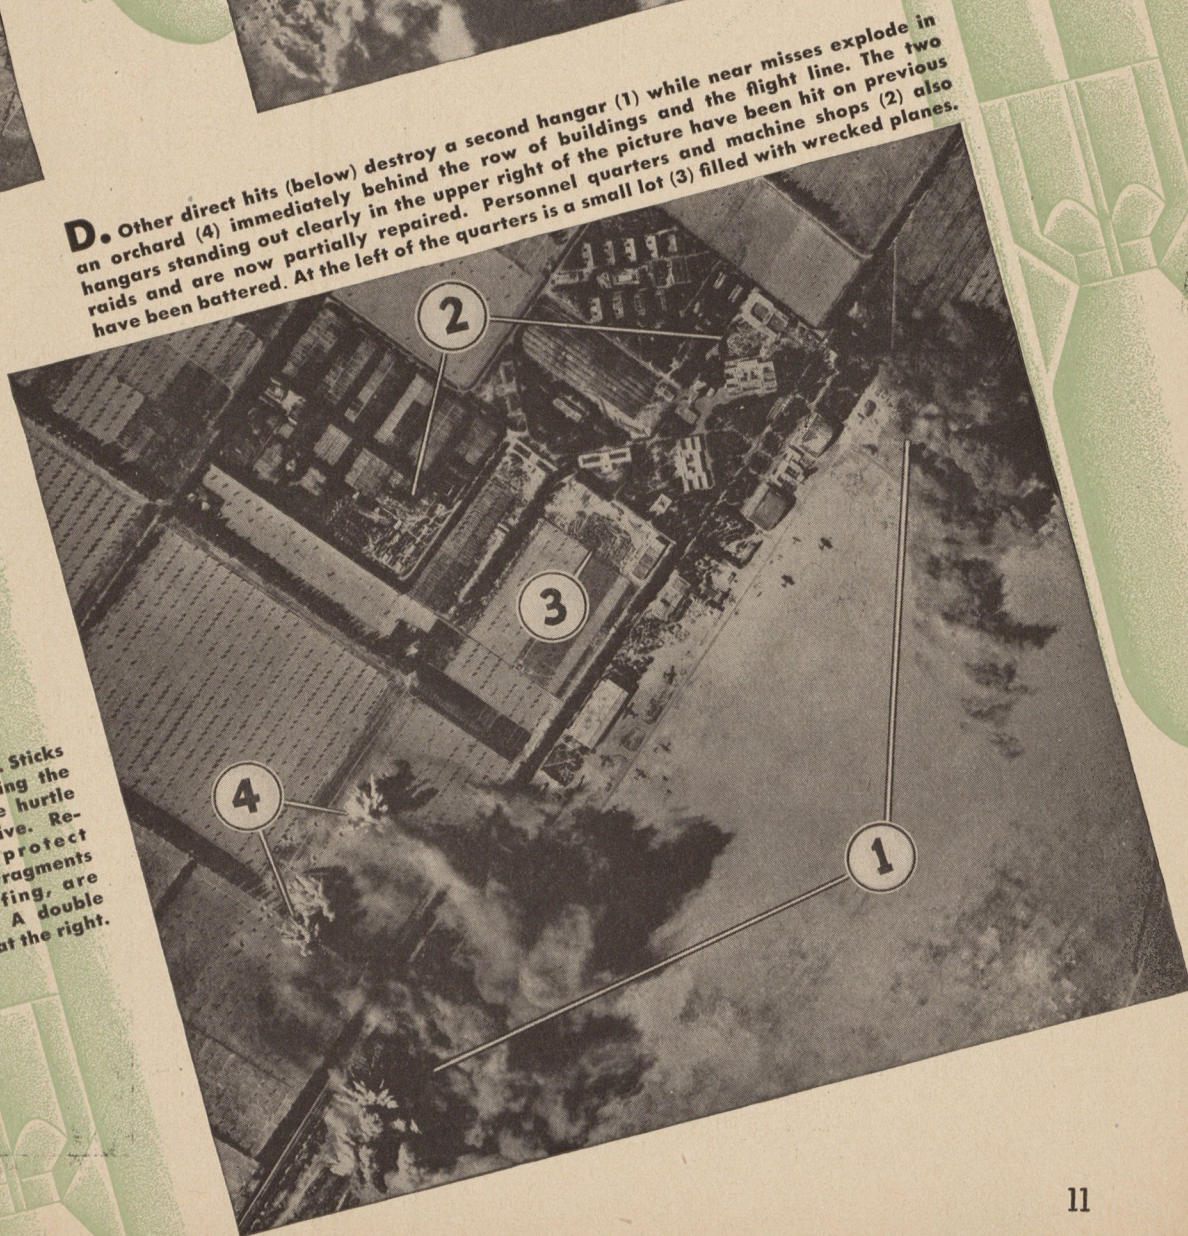 D. Other direct hits (below) destroy a second hangar (1) while near misses explode in
an orchard (4) immediately behind the row of buildings and the flight line. The two
hangars standing out clearly in the upper right of the picture have been hit on previous
raids and are now partially repaired. Personnel quarters and machine shops (2) also
have been battered. At the left of the quarters is a small lot (3) filled with wrecked planes.
2
3
4
1
. Sticks
ing the
e hurtle
ive. Re-
protect
ragments
fing, are
A double
at the right.
11